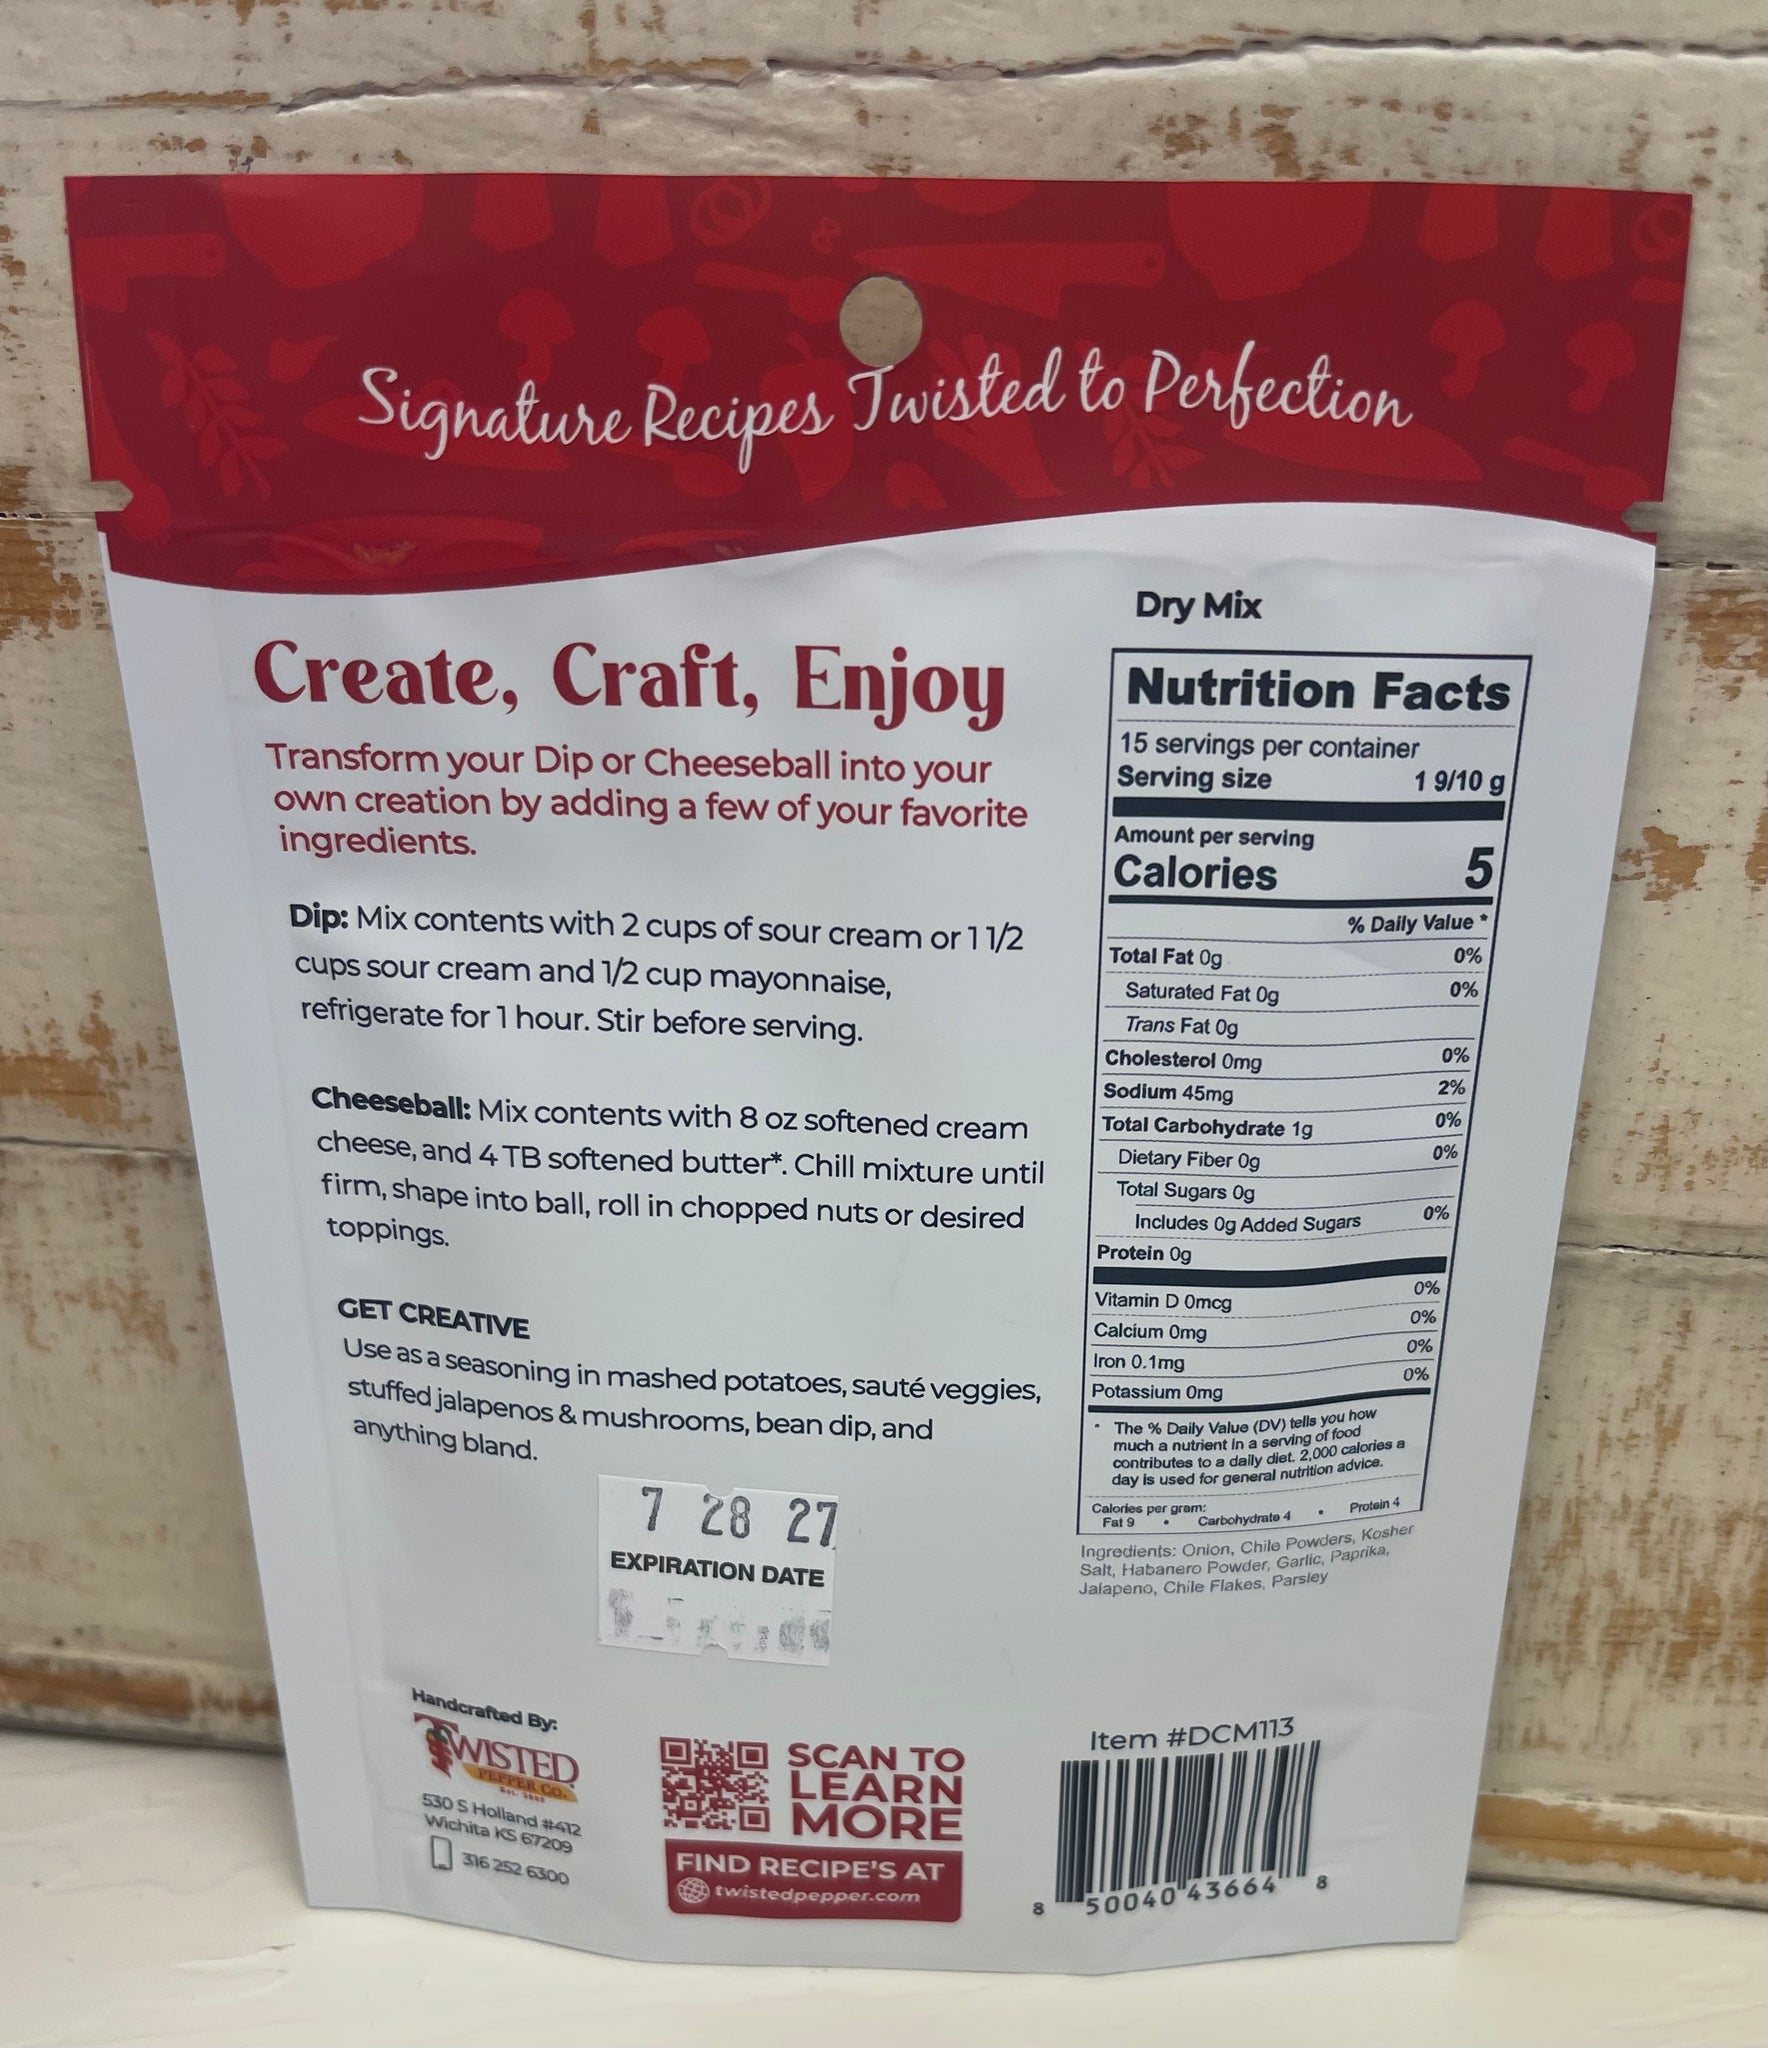 Signature Recipes Twisted to Perfection
Create, Craft, Enjoy
Transform your Dip or Cheeseball into your
own creation by adding a few of your favorite
ingredients.
Dip: Mix contents with 2 cups of sour cream or 1 1/2
cups sour cream and 1/2 cup mayonnaise,
refrigerate for 1 hour. Stir before serving.
Cheeseball: Mix contents with 8 oz softened cream
cheese, and 4 TB softened butter*. Chill mixture until
firm, shape into ball, roll in chopped nuts or desired
toppings.
GET CREATIVE
Use as a seasoning in mashed potatoes, sauté veggies,
stuffed jalapenos & mushrooms, bean dip, and
anything bland.
7 28 27
EXPIRATION DATE
Handcrafted By:
TWISTED
PEPPER CO.
530 S Holland #412
Wichita KS 67209
316 252 6300
SCAN TO
LEARN
MORE
FIND RECIPE'S AT
twistedpepper.com
Dry Mix
Nutrition Facts
15 servings per container
Serving size 1 9/10 g
Amount per serving
Calories 5
% Daily Value *
Total Fat 0g 0%
Saturated Fat 0g 0%
Trans Fat 0g
Cholesterol 0mg 0%
Sodium 45mg 2%
Total Carbohydrate 1g 0%
Dietary Fiber 0g 0%
Total Sugars 0g
Includes 0g Added Sugars 0%
Protein 0g
Vitamin D 0mcg 0%
Calcium 0mg 0%
Iron 0.1mg 0%
Potassium 0mg 0%
* The % Daily Value (DV) tells you how
much a nutrient in a serving of food
contributes to a daily diet. 2,000 calories a
day is used for general nutrition advice.
Calories per gram:
Fat 9 • Carbohydrate 4 • Protein 4
Ingredients: Onion, Chile Powders, Kosher
Salt, Habanero Powder, Garlic, Paprika,
Jalapeno, Chile Flakes, Parsley
Item #DCM113
8 50040 43664 8